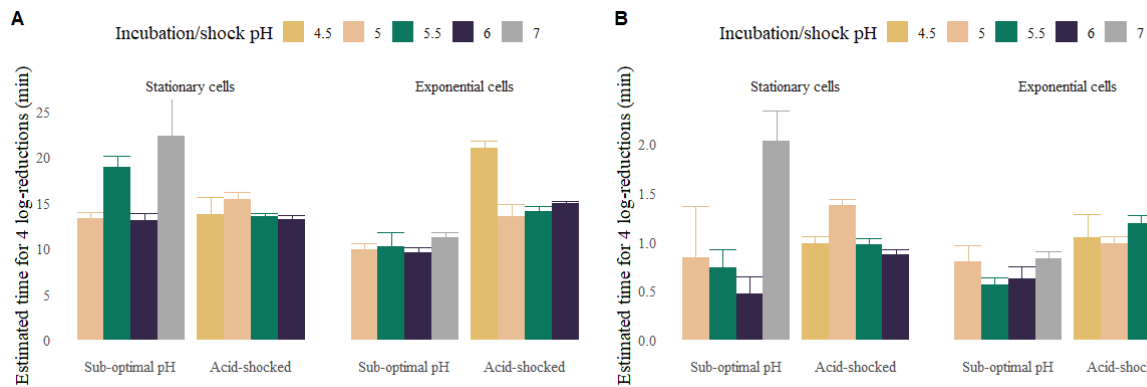 A
Incubation/shock pH 4.5 5 5.5 6 7
Estimated time for 4 log-reductions (min)
Stationary cells Exponential cells
25
20
15
10
5
0
Sub-optimal pH Acid-shocked Sub-optimal pH Acid-shocked
B
Incubation/shock pH 4.5 5 5.5 6 7
Estimated time for 4 log-reductions (min)
Stationary cells Exponential cells
2.0
1.5
1.0
0.5
0.0
Sub-optimal pH Acid-shocked Sub-optimal pH Acid-shoc